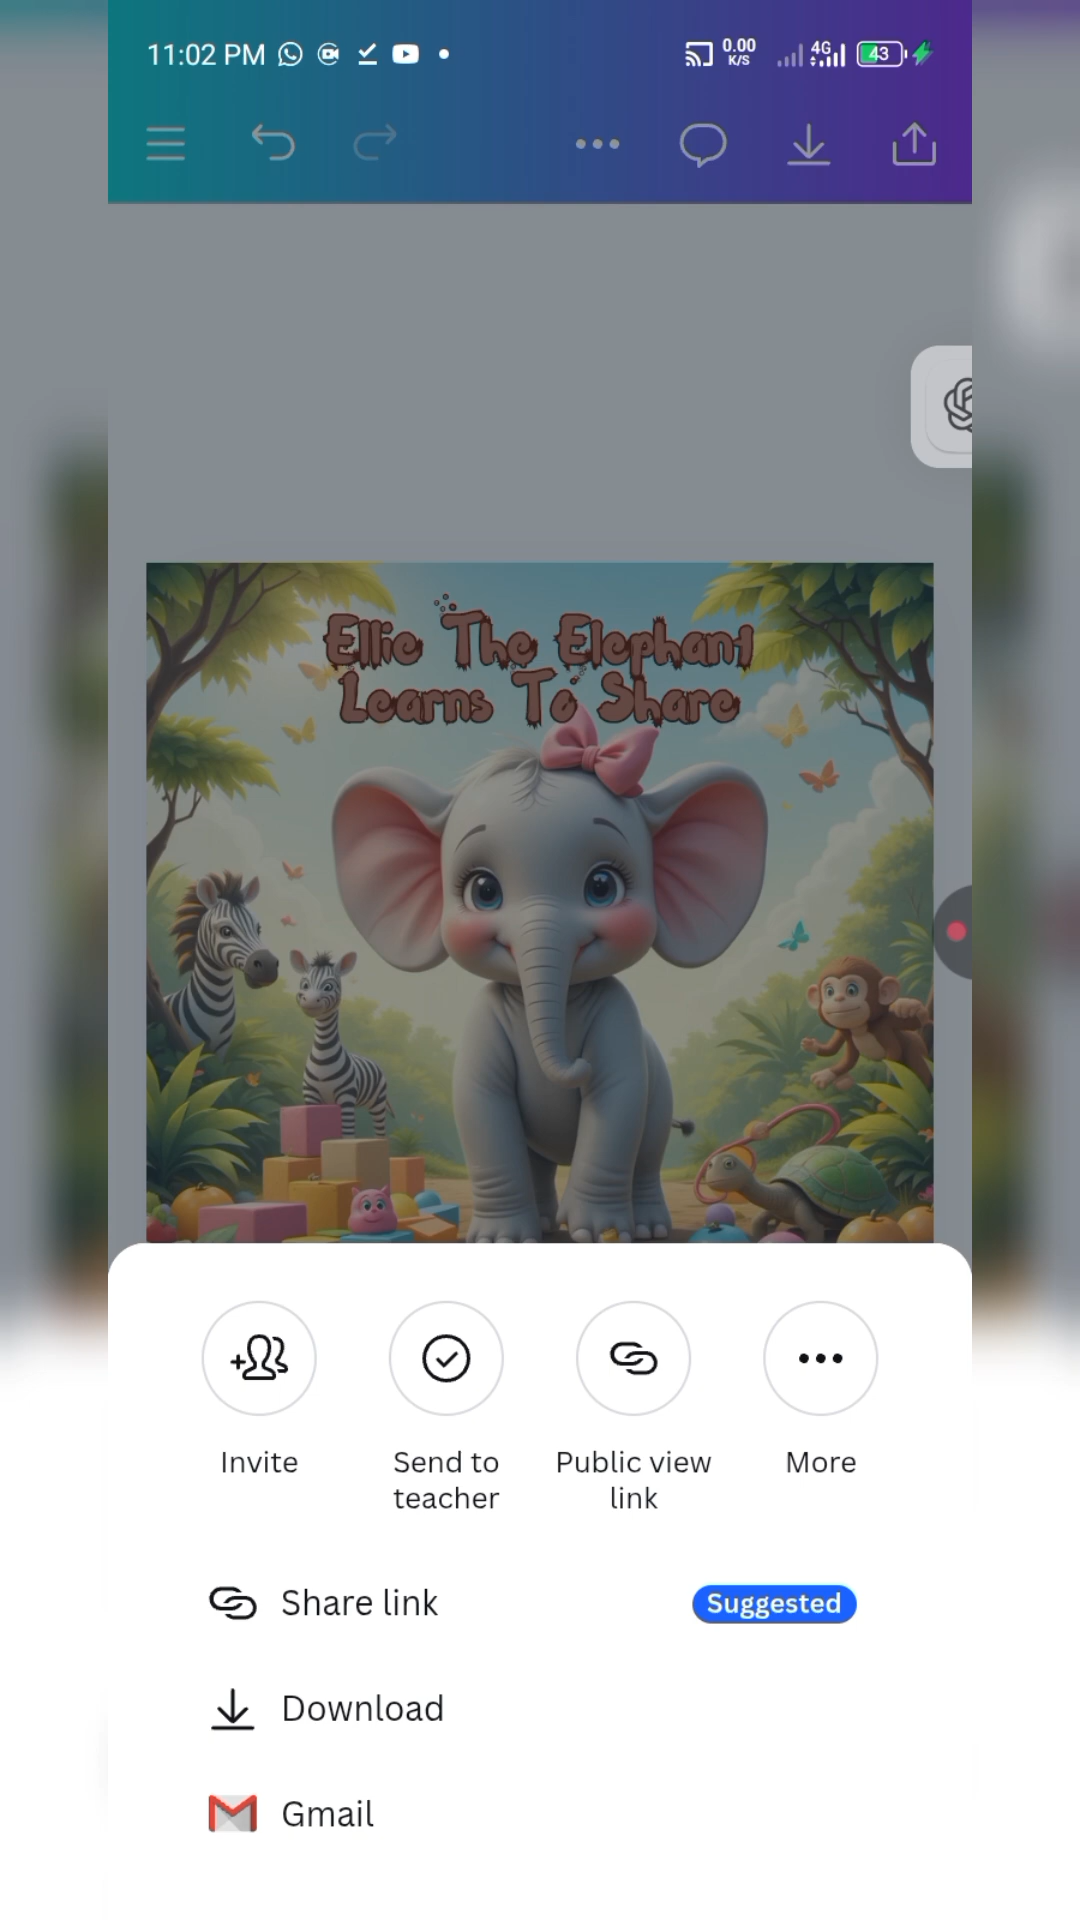 11:02 PM
0.00
K/S
4G
43
Ellie The Elephant
Learns To Share
Invite
Send to
teacher
Public view
link
More
Share link
Suggested
Download
Gmail